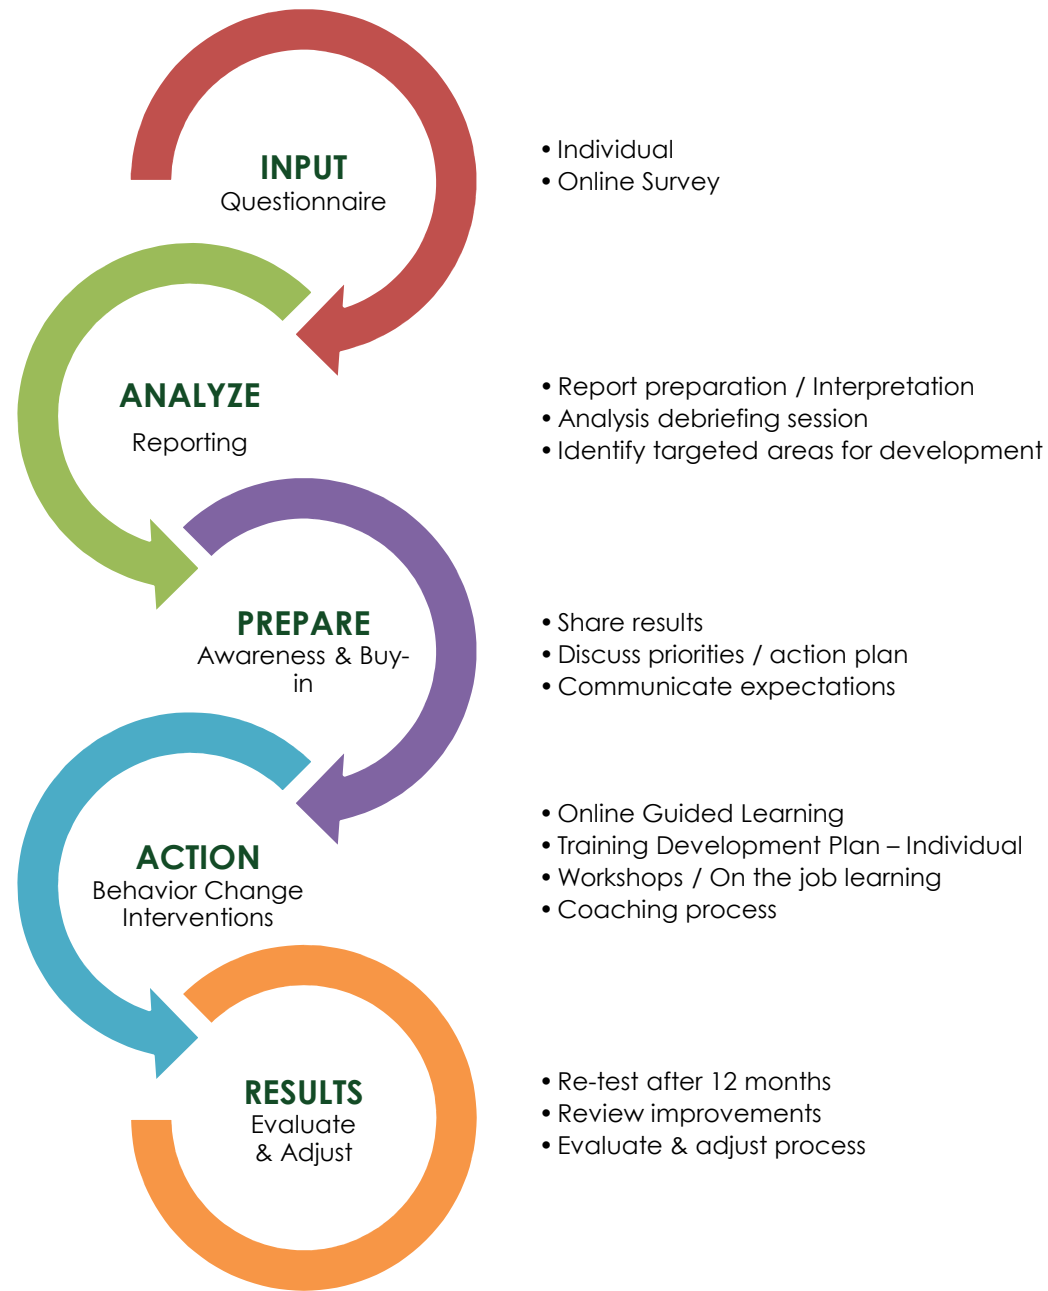 INPUT
Questionnaire
• Individual
• Online Survey
ANALYZE
Reporting
• Report preparation / Interpretation
• Analysis debriefing session
• Identify targeted areas for development
PREPARE
Awareness & Buy-
in
• Share results
• Discuss priorities / action plan
• Communicate expectations
ACTION
Behavior Change
Interventions
• Online Guided Learning
• Training Development Plan – Individual
• Workshops / On the job learning
• Coaching process
RESULTS
Evaluate
& Adjust
• Re-test after 12 months
• Review improvements
• Evaluate & adjust process